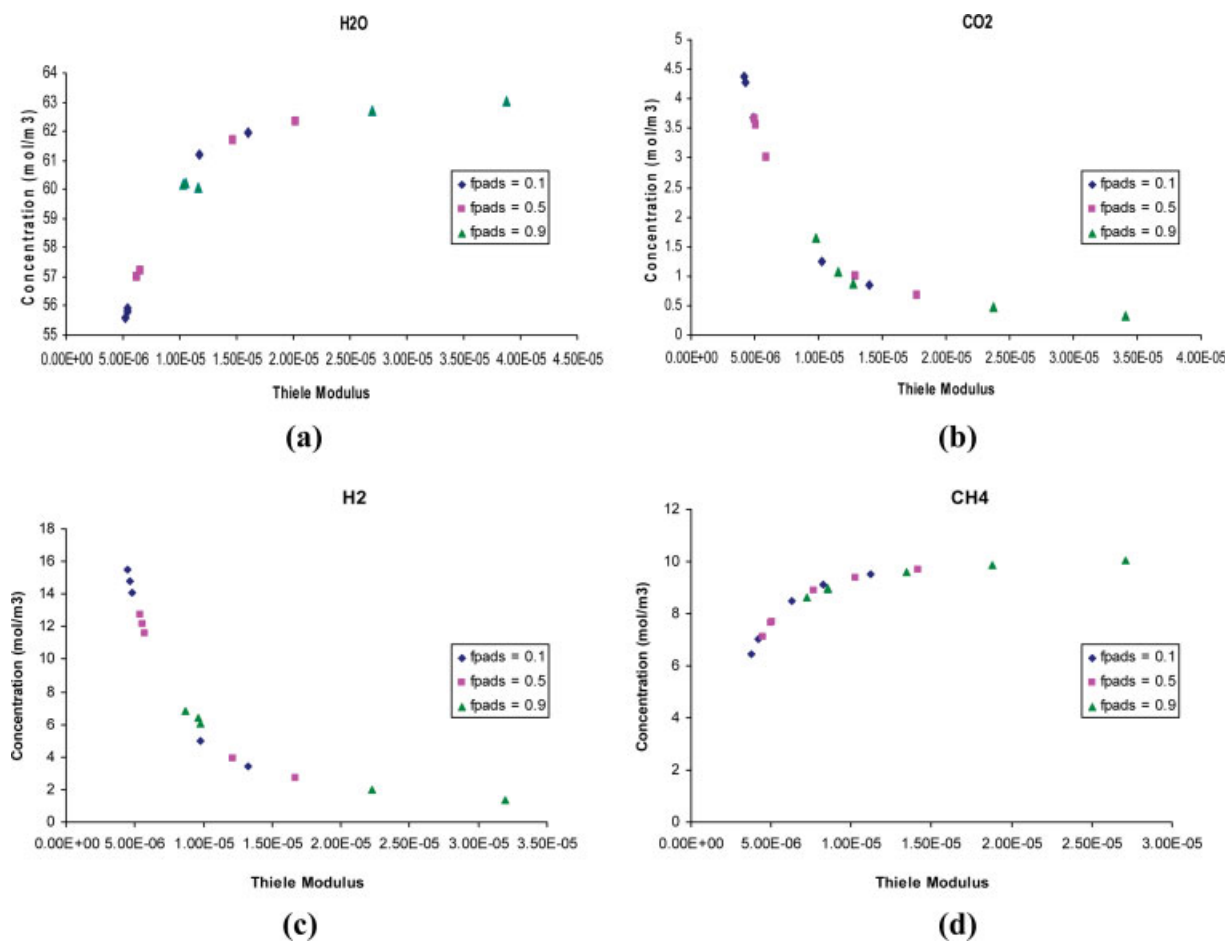 H2O
Concentration (mol/m3)
64
63
62
61
60
59
58
57
56
55
0.00E+00 5.00E-06 1.00E-05 1.50E-05 2.00E-05 2.50E-05 3.00E-05 3.50E-05 4.00E-05 4.50E-05
Thiele Modulus
fpads = 0.1
fpads = 0.5
fpads = 0.9
(a)
CO2
Concentration (mol/m3)
5
4.5
4
3.5
3
2.5
2
1.5
1
0.5
0
0.00E+00 5.00E-06 1.00E-05 1.50E-05 2.00E-05 2.50E-05 3.00E-05 3.50E-05 4.00E-05
Thiele Modulus
fpads = 0.1
fpads = 0.5
fpads = 0.9
(b)
H2
Concentration (mol/m3)
18
16
14
12
10
8
6
4
2
0
0.00E+00 5.00E-06 1.00E-05 1.50E-05 2.00E-05 2.50E-05 3.00E-05 3.50E-05
Thiele Modulus
fpads = 0.1
fpads = 0.5
fpads = 0.9
(c)
CH4
Concentration (mol/m3)
12
10
8
6
4
2
0
0.00E+00 5.00E-06 1.00E-05 1.50E-05 2.00E-05 2.50E-05 3.00E-05
Thiele Modulus
fpads = 0.1
fpads = 0.5
fpads = 0.9
(d)